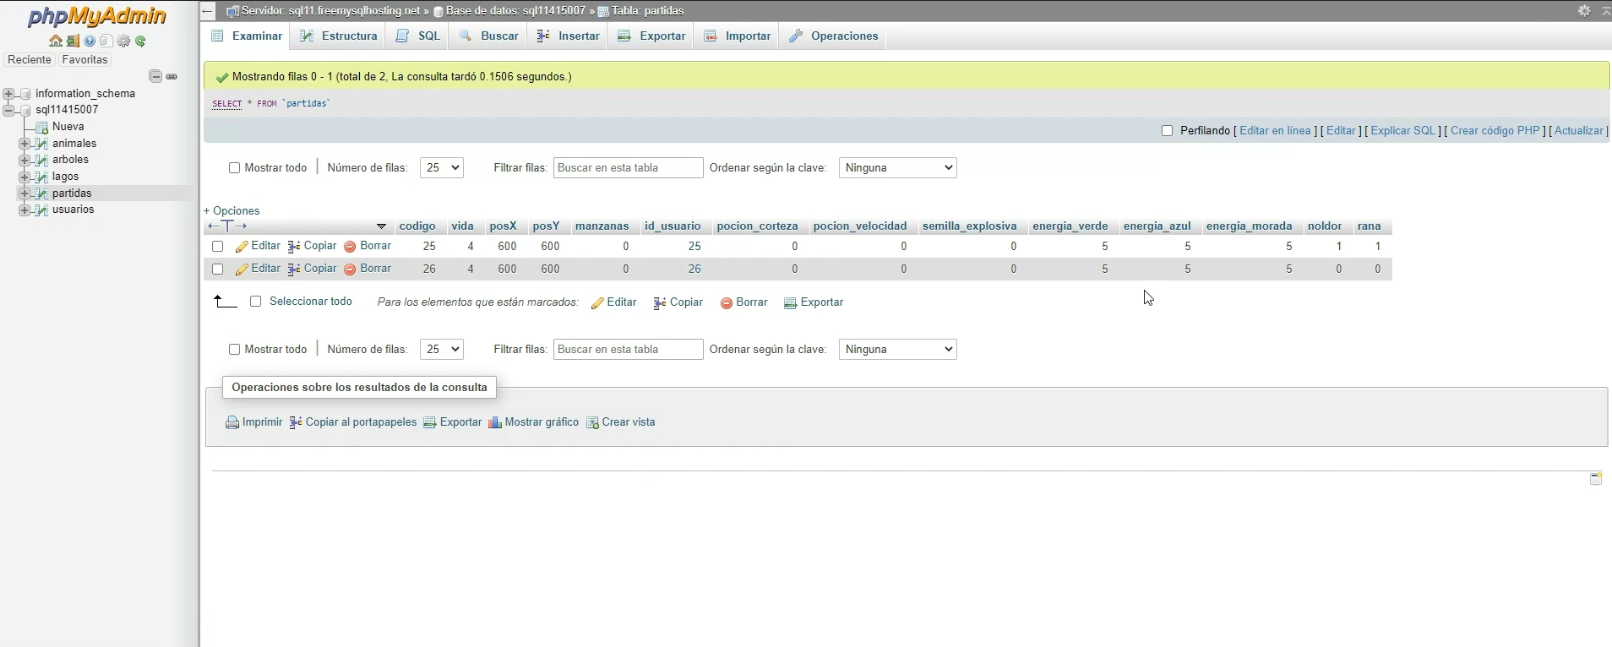 phpMyAdmin
Reciente Favoritas
information_schema
sql11415007
Nueva
animales
arboles
lagos
partidas
usuarios
Servidor: sql11.freemysqlhosting.net » Base de datos: sql11415007 » Tabla: partidas
Examinar Estructura SQL Buscar Insertar Exportar Importar Operaciones
Mostrando filas 0 - 1 (total de 2, La consulta tardó 0.1506 segundos.)
SELECT * FROM `partidas`
Perfilando [ Editar en línea ] [ Editar ] [ Explicar SQL ] [ Crear código PHP ] [ Actualizar ]
Mostrar todo Número de filas: 25 Filtrar filas: Buscar en esta tabla Ordenar según la clave: Ninguna
+ Opciones
←T→ codigo vida posX posY manzanas id_usuario pocion_corteza pocion_velocidad semilla_explosiva energia_verde energia_azul energia_morada noldor rana
Editar Copiar Borrar 25 4 600 600 0 25 0 0 0 5 5 5 1 1
Editar Copiar Borrar 26 4 600 600 0 26 0 0 0 5 5 5 0 0
Seleccionar todo Para los elementos que están marcados: Editar Copiar Borrar Exportar
Mostrar todo Número de filas: 25 Filtrar filas: Buscar en esta tabla Ordenar según la clave: Ninguna
Operaciones sobre los resultados de la consulta
Imprimir Copiar al portapapeles Exportar Mostrar gráfico Crear vista